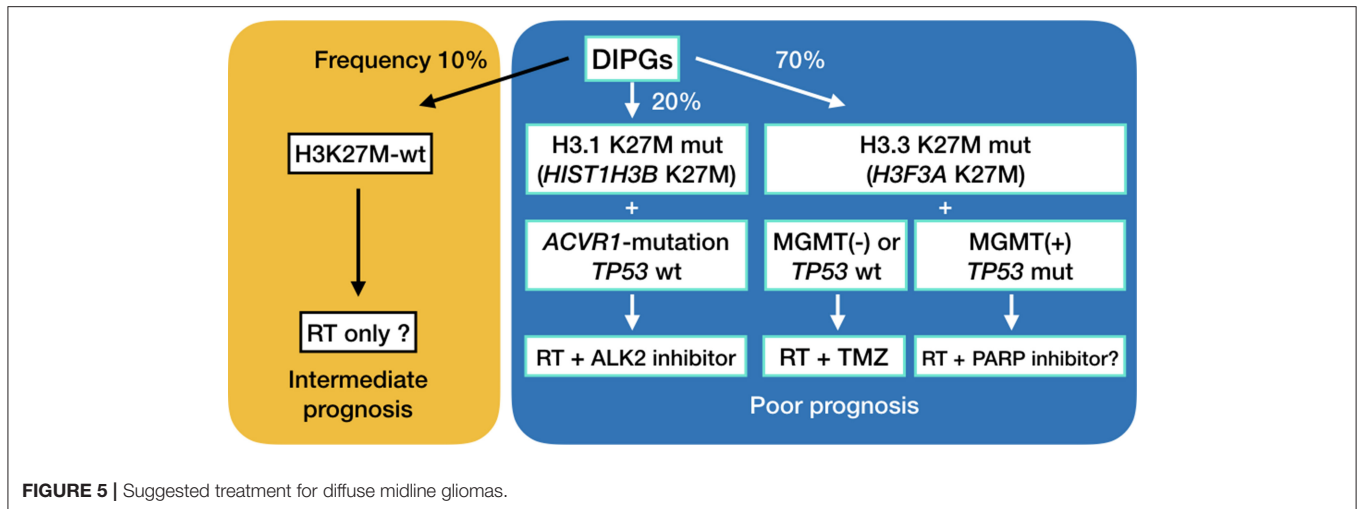 Frequency 10%
DIPGs
70%
20%
H3K27M-wt
H3.1 K27M mut
(HIST1H3B K27M)
H3.3 K27M mut
(H3F3A K27M)
+
+
ACVR1-mutation
TP53 wt
MGMT(-) or
TP53 wt
MGMT(+)
TP53 mut
RT only ?
RT + ALK2 inhibitor
RT + TMZ
RT + PARP inhibitor?
Intermediate
prognosis
Poor prognosis
FIGURE 5 | Suggested treatment for diffuse midline gliomas.